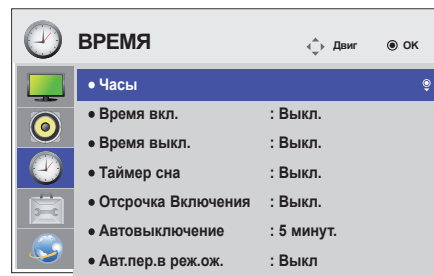 ВРЕМЯ Двиг ОК
● Часы
● Время вкл. : Выкл.
● Время выкл. : Выкл.
● Таймер сна : Выкл.
● Отсрочка Включения : Выкл.
● Автовыключение : 5 минут.
● Авт.пер.в реж.ож. : Выкл